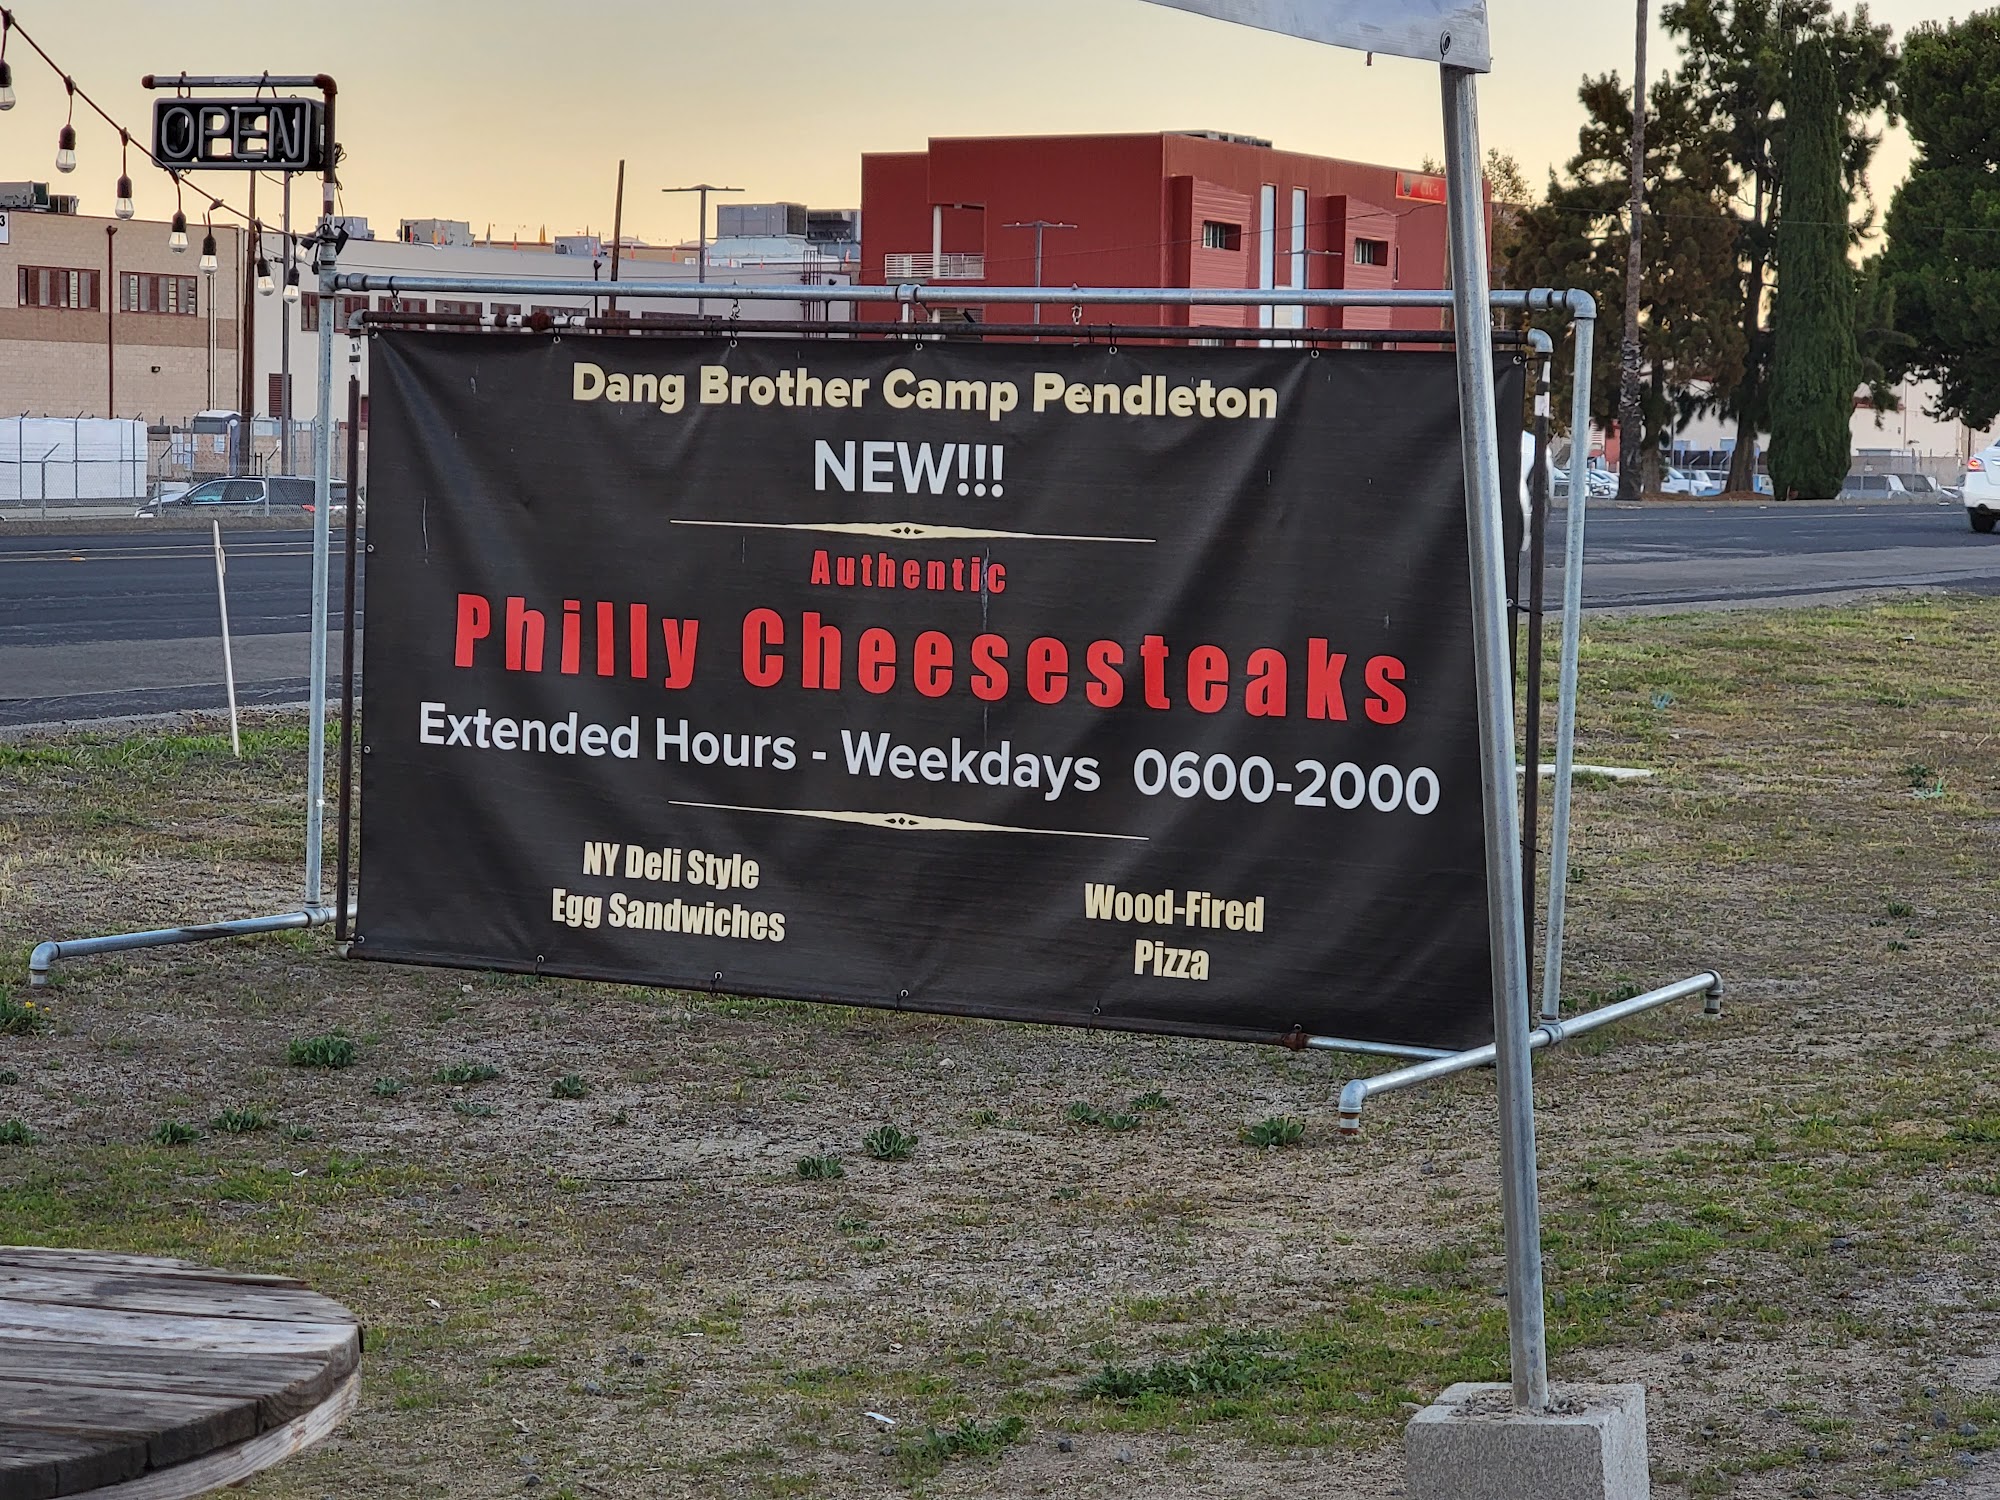 OPEN
Dang Brother Camp Pendleton
NEW!!!
Authentic
Philly Cheesesteaks
Extended Hours - Weekdays 0600-2000
NY Deli Style
Egg Sandwiches
Wood-Fired
Pizza